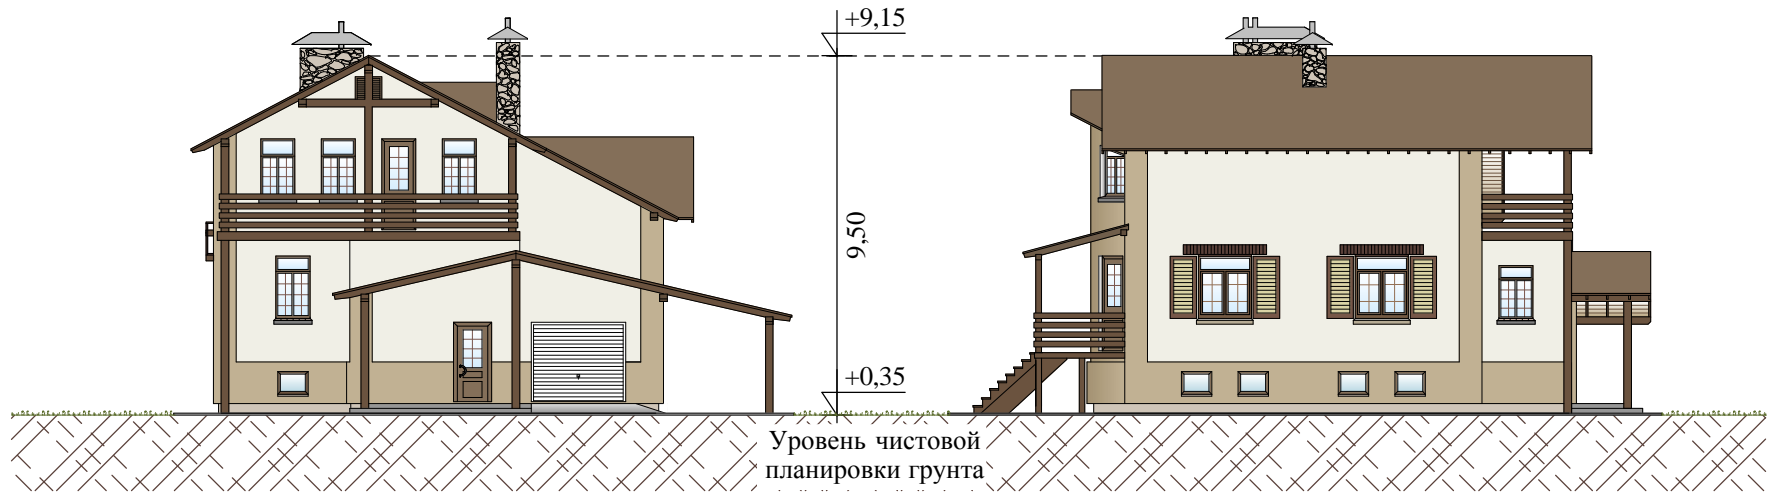 +9,15
9,50
+0,35
Уровень чистовой
планировки грунта